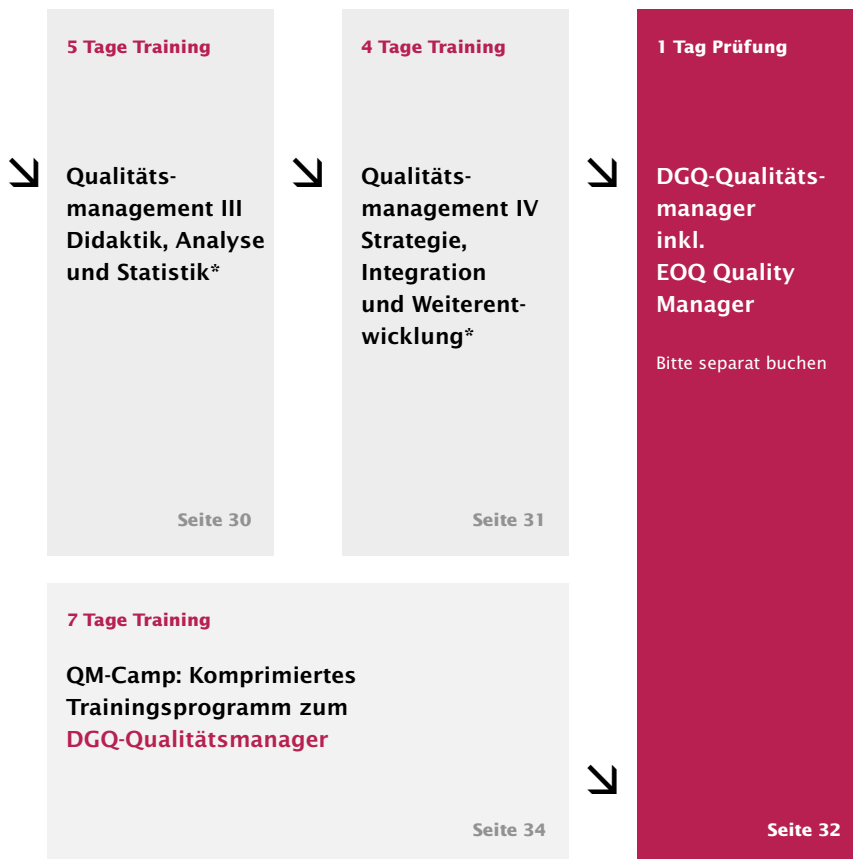 5 Tage Training
Qualitäts-
management III
Didaktik, Analyse
und Statistik*
Seite 30
4 Tage Training
Qualitäts-
management IV
Strategie,
Integration
und Weiterent-
wicklung*
Seite 31
1 Tag Prüfung
DGQ-Qualitäts-
manager
inkl.
EOQ Quality
Manager
Bitte separat buchen
Seite 32
7 Tage Training
QM-Camp: Komprimiertes
Trainingsprogramm zum
DGQ-Qualitätsmanager
Seite 34